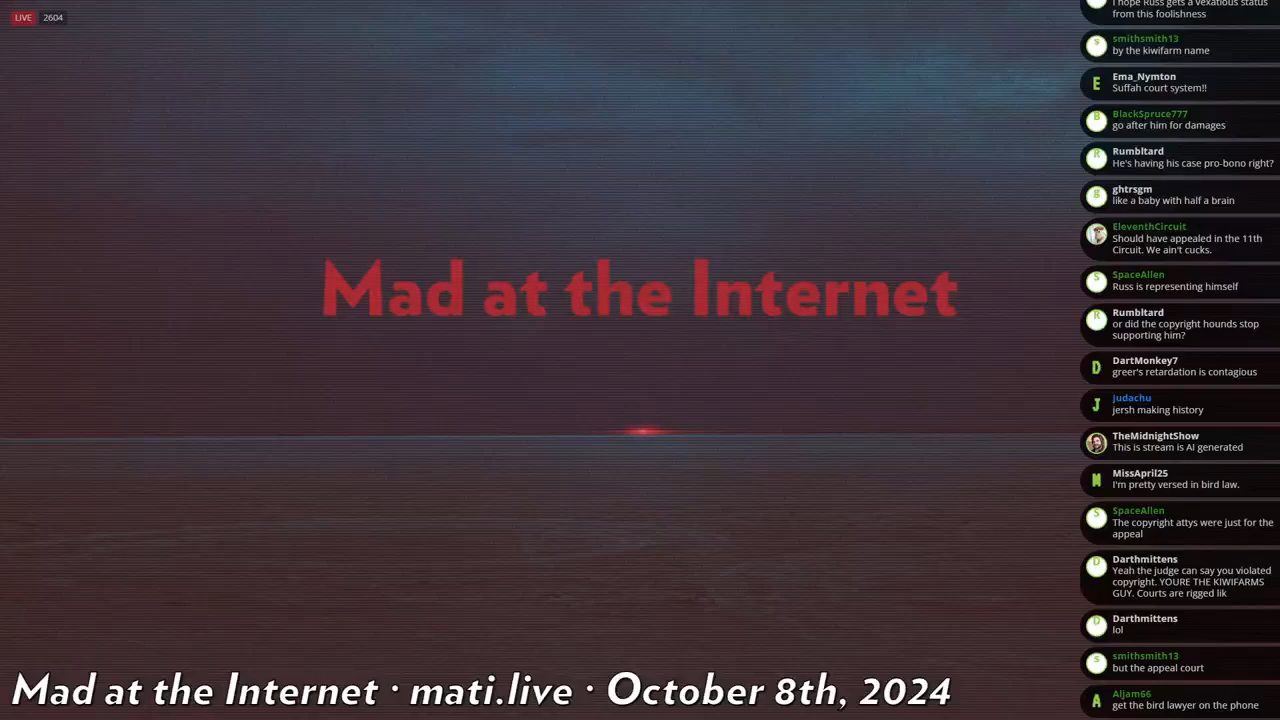 LIVE 2604
I hope Russ gets a vexatious status
from this foolishness
smithsmith13
by the kiwifarm name
Ema_Nymton
Suffah court system!!
BlackSpruce777
go after him for damages
Rumbltard
He's having his case pro-bono right?
ghtrsgm
like a baby with half a brain
EleventhCircuit
Should have appealed in the 11th
Circuit. We ain't cucks.
SpaceAllen
Russ is representing himself
Rumbltard
or did the copyright hounds stop
supporting him?
DartMonkey7
greer's retardation is contagious
Judachu
jersh making history
TheMidnightShow
This is stream is AI generated
MissApril25
I'm pretty versed in bird law.
SpaceAllen
The copyright attys were just for the
appeal
Darthmittens
Yeah the judge can say you violated
copyright. YOURE THE KIWIFARMS
GUY. Courts are rigged lik
Darthmittens
lol
smithsmith13
but the appeal court
Aljam66
get the bird lawyer on the phone
Mad at the Internet
Mad at the Internet · mati.live · October 8th, 2024